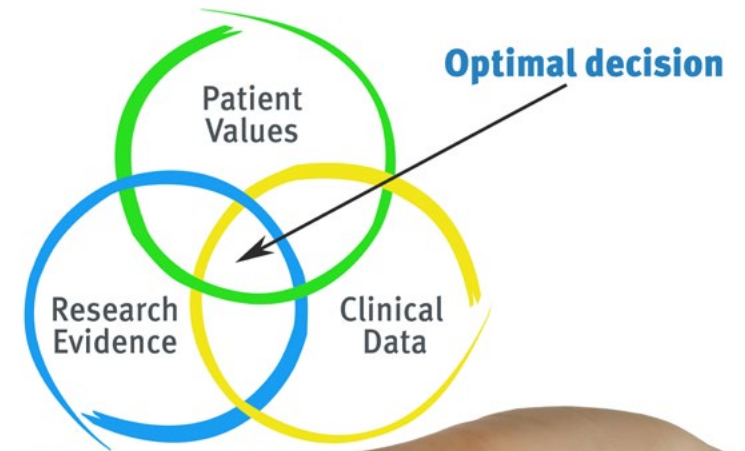 Optimal decision
Patient
Values
Research
Evidence
Clinical
Data